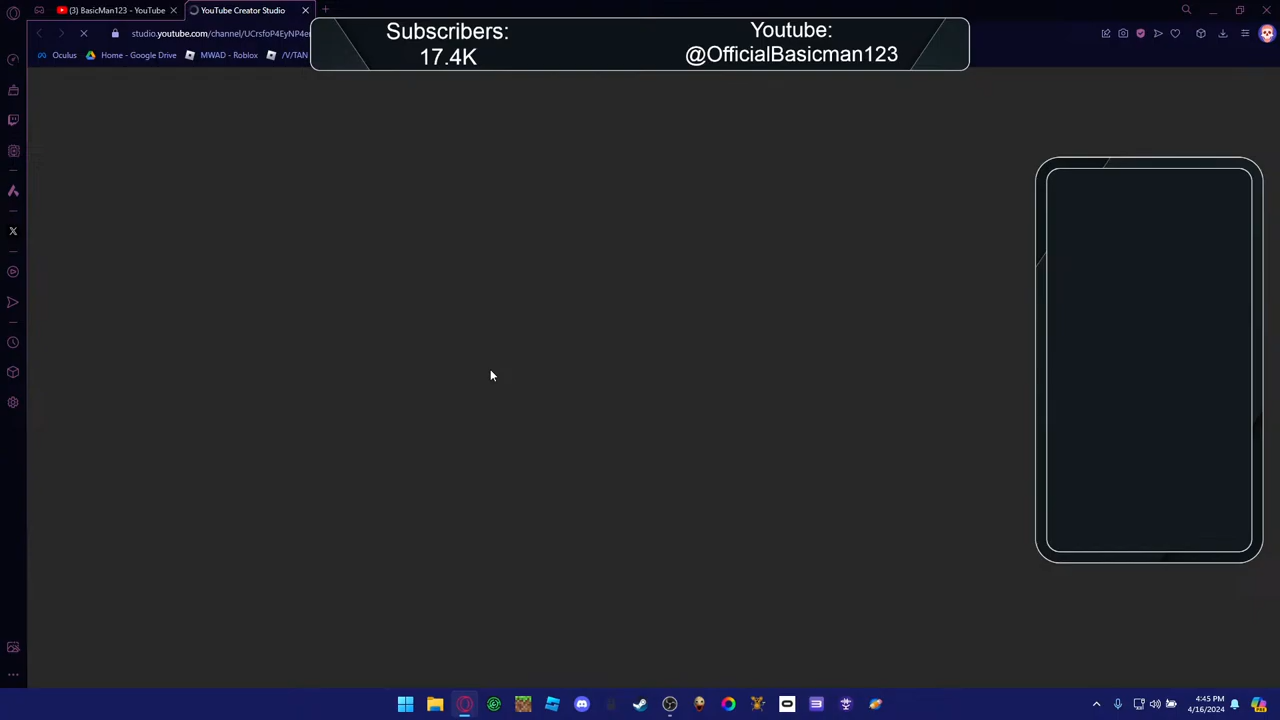 (3) BasicMan123 - YouTube
YouTube Creator Studio
studio.youtube.com/channel/UCrsfoP4EyNP4e
Oculus
Home - Google Drive
MWAD - Roblox
/V/TAN
Subscribers:
17.4K
Youtube:
@OfficialBasicman123
4:45 PM
4/16/2024